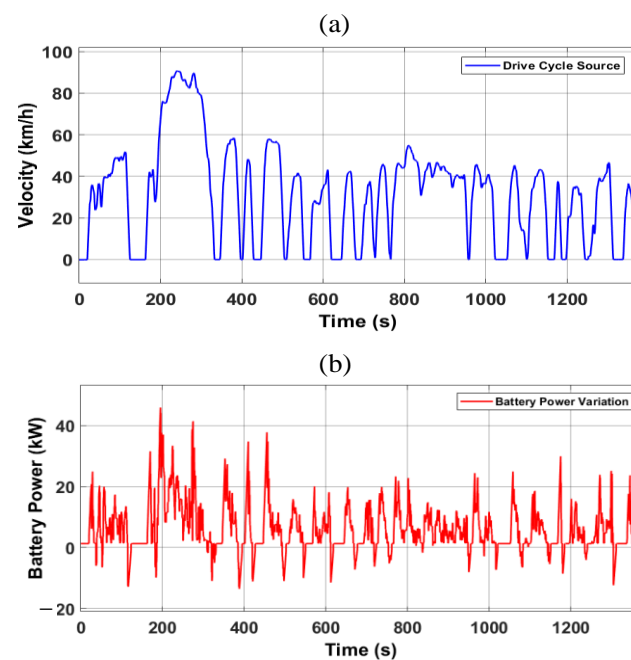 (a)
100
80
60
40
20
0
Velocity (km/h)
Drive Cycle Source
0 200 400 600 800 1000 1200
Time (s)
(b)
40
20
0
−20
Battery Power (kW)
Battery Power Variation
0 200 400 600 800 1000 1200
Time (s)